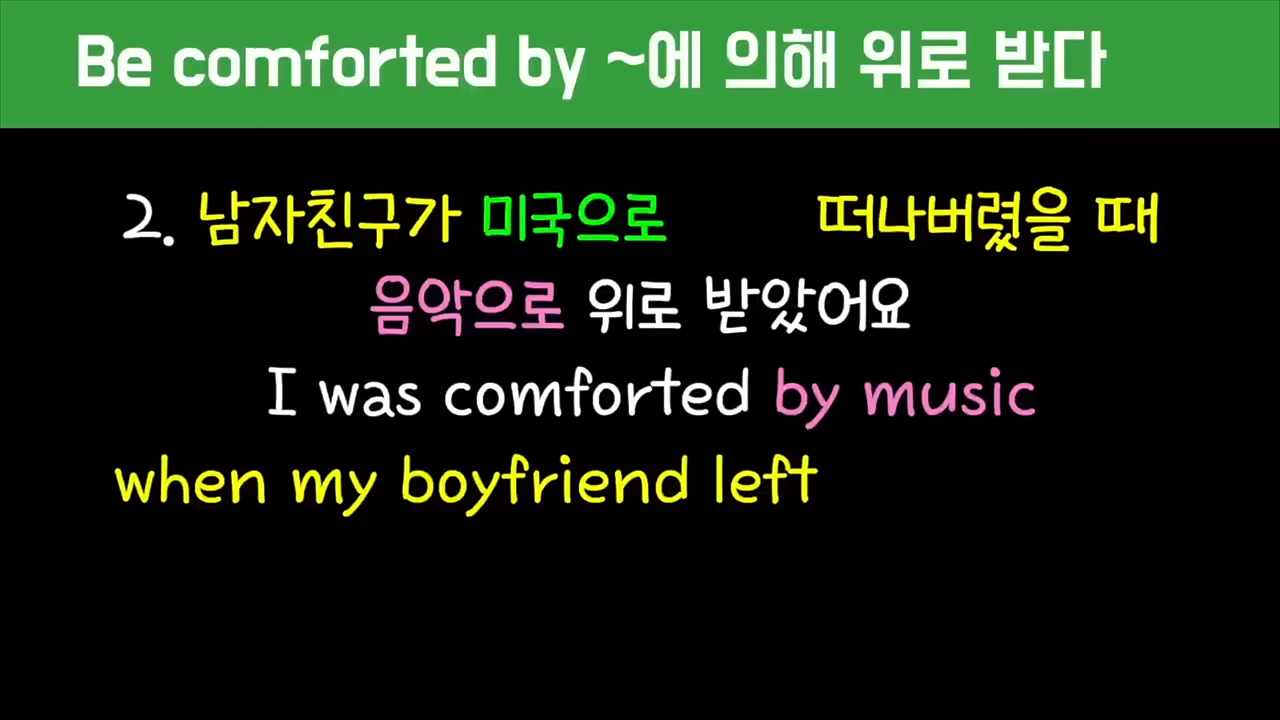 Be comforted by ~에 의해 위로 받다
2. 남자친구가 미국으로 떠나버렸을 때
음악으로 위로 받았어요
I was comforted by music
when my boyfriend left